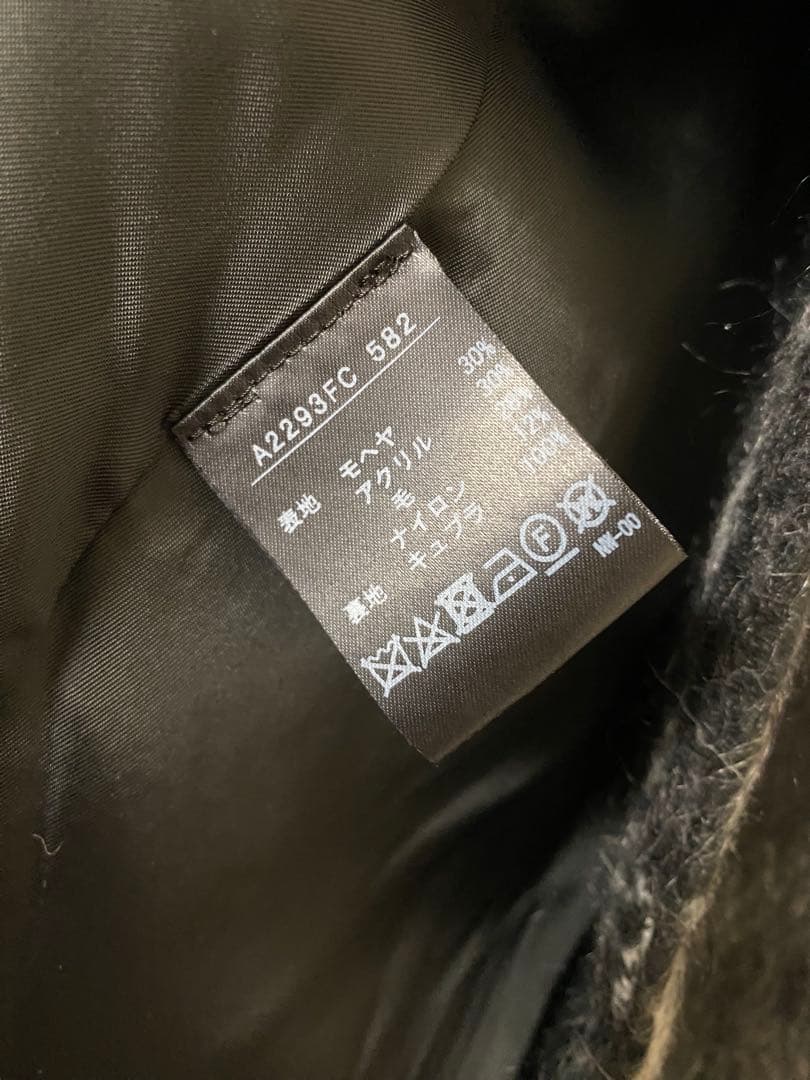 A2293FC 582
表地 モヘヤ 30%
アクリル 30%
毛 28%
ナイロン 12%
裏地 キュプラ 100%
F
NW-00